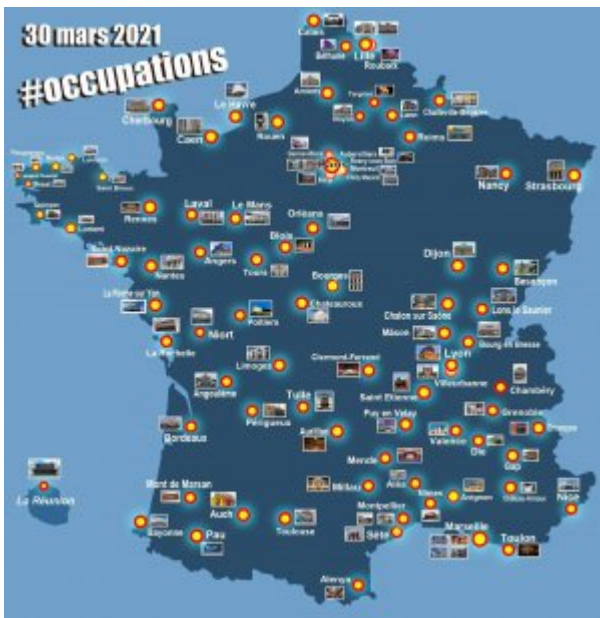 30 mars 2021
#occupations
Calais
Béthune
Lille
Roubaix
Amiens
Charleville-Mézières
Laon
Reims
Cherbourg
Le Havre
Caen
Rouen
Nancy
Strasbourg
Saint Brieuc
Lorient
Rennes
Laval
Le Mans
Orléans
Blois
Saint Nazaire
Nantes
Angers
Tours
Bourges
Chateauroux
Dijon
Besançon
La Roche sur Yon
Poitiers
Niort
La Rochelle
Chalon sur Saône
Lons le Saunier
Mâcon
Bourg en Bresse
Limoges
Clermont-Ferrand
Lyon
Villeurbanne
Chambéry
Angoulême
Tulle
Saint Etienne
Périgueux
Puy en Velay
Grenoble
Bordeaux
Aurillac
Valence
Die
Gap
Mende
La Réunion
Mont de Marsan
Millau
Alès
Nimes
Avignon
Nice
Auch
Montpellier
Bayonne
Pau
Toulouse
Sète
Marseille
Toulon